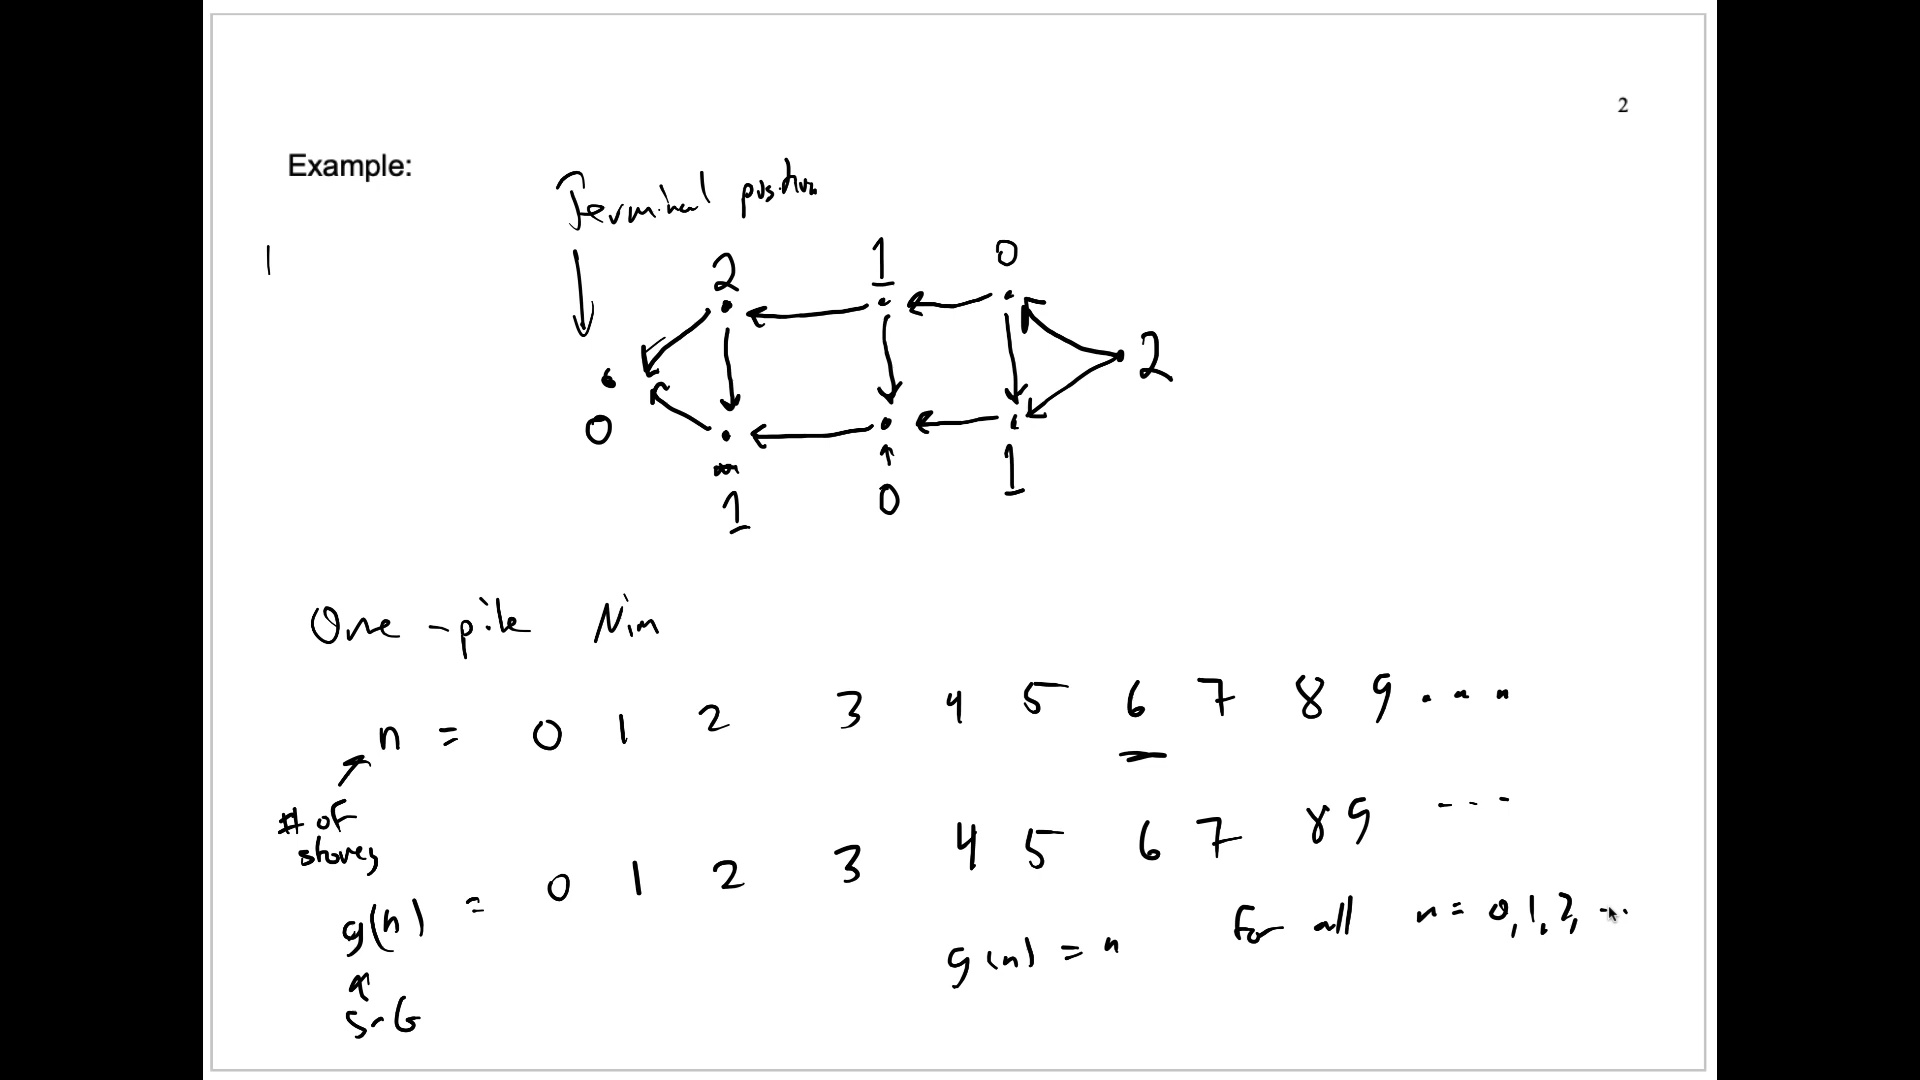 2
Example:
Terminal position
2 1 0
2
0
1 0 1
One-pile Nim
n = 0 1 2 3 4 5 6 7 8 9 ...
# of
stones
g(n) = 0 1 2 3 4 5 6 7 8 9 ...
g(n) = n for all n = 0, 1, 2, ...
S-G